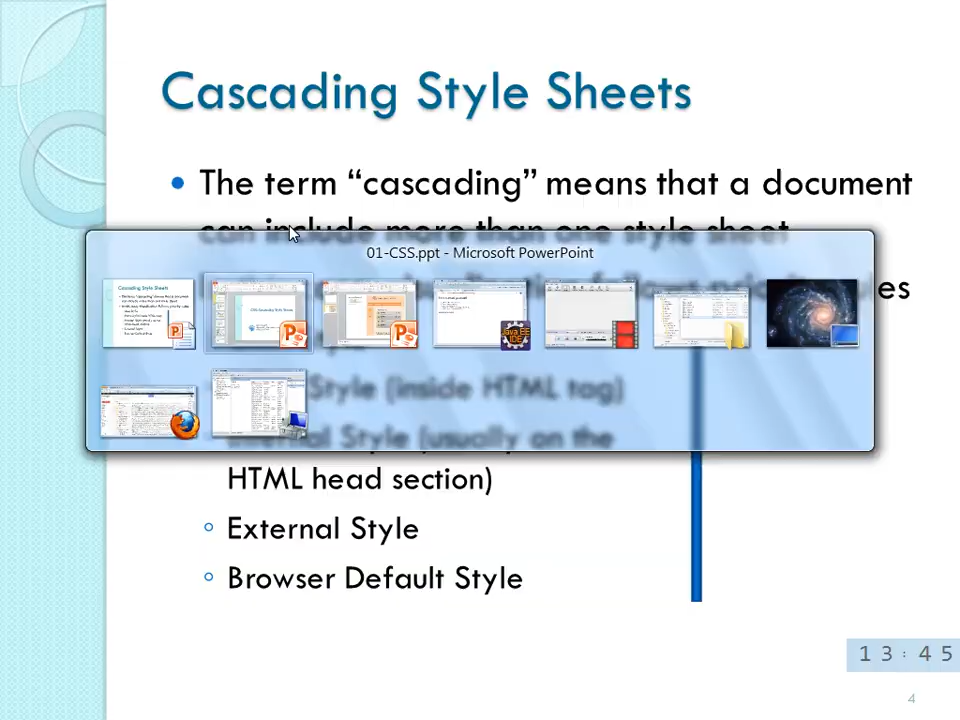 Cascading Style Sheets
The term “cascading” means that a document
can include more than one style sheet
01-CSS.ppt - Microsoft PowerPoint
es
Style (inside HTML tag)
Style (usually on the
HTML head section)
External Style
Browser Default Style
13:45
4